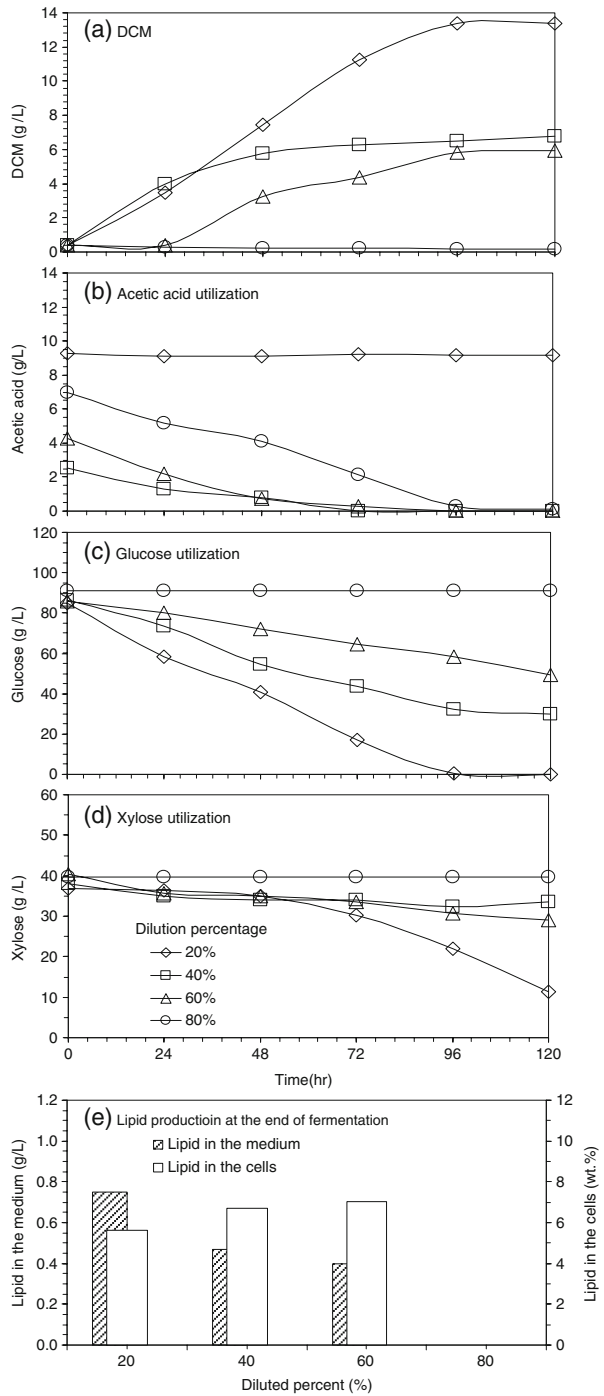 (a) DCM
DCM (g/L)
14
12
10
8
6
4
2
0
(b) Acetic acid utilization
Acetic acid (g/L)
14
12
10
8
6
4
2
0
(c) Glucose utilization
Glucose (g/L)
120
100
80
60
40
20
0
(d) Xylose utilization
Xylose (g/L)
60
50
40
30
20
10
0
Dilution percentage
20%
40%
60%
80%
0 24 48 72 96 120
Time(hr)
(e) Lipid productioin at the end of fermentation
Lipid in the medium
Lipid in the cells
Lipid in the medium (g/L)
1.2
1.0
0.8
0.6
0.4
0.2
0.0
12
10
8
6
4
2
0
Lipid in the cells (wt.%)
20 40 60 80
Diluted percent (%)